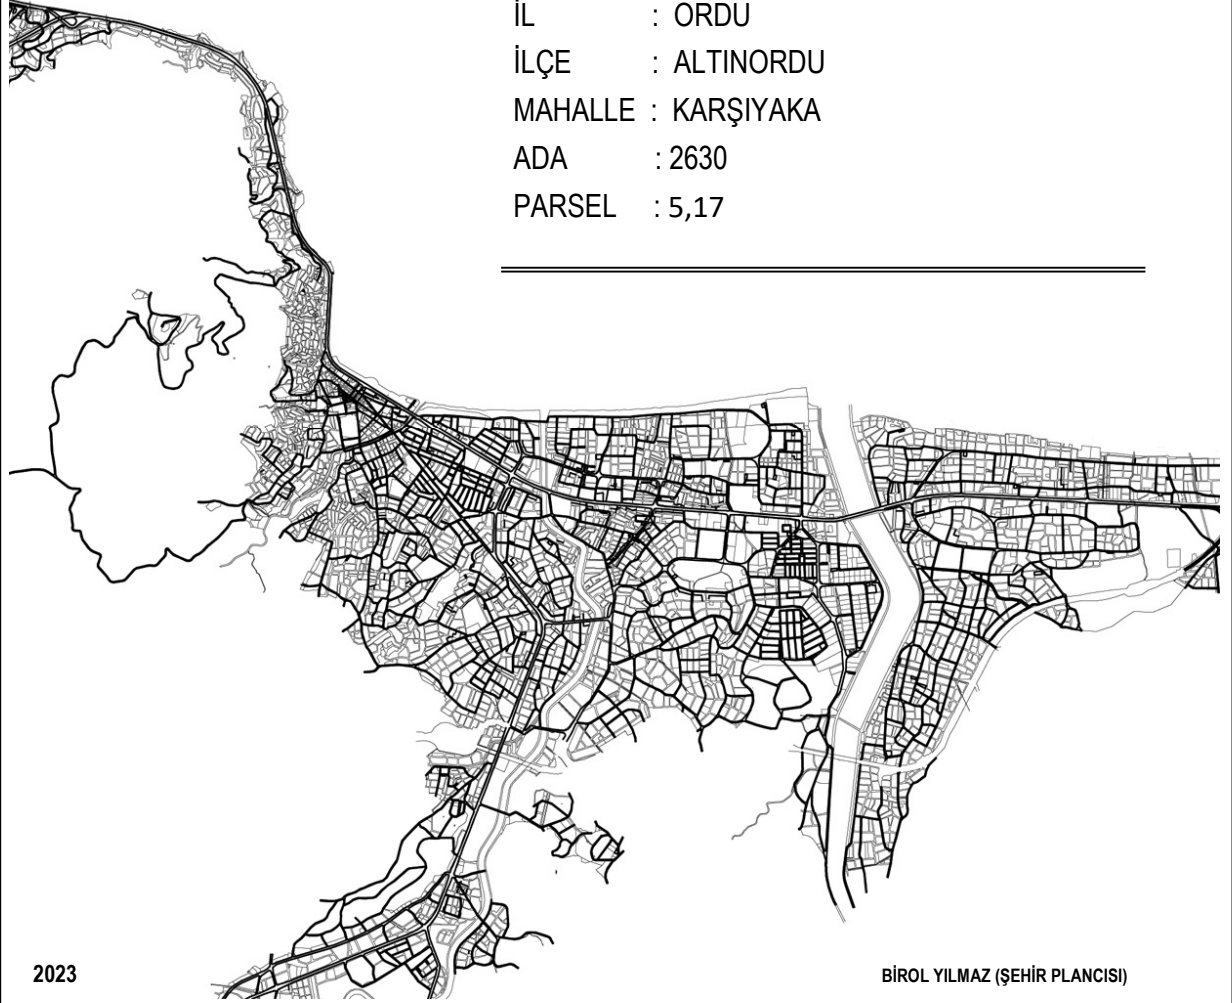 İL : ORDU
İLÇE : ALTINORDU
MAHALLE : KARŞIYAKA
ADA : 2630
PARSEL : 5,17
2023
BİROL YILMAZ (ŞEHİR PLANCISI)